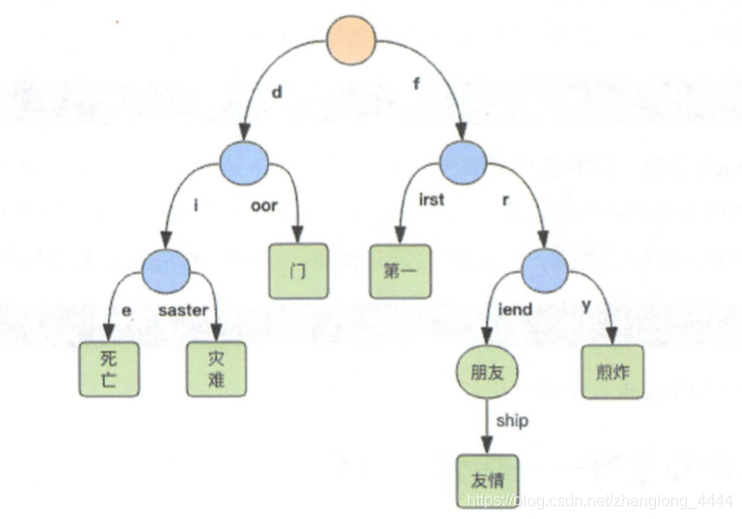 d
f
i
oor
irst
r
门
第一
e
saster
iend
y
死
亡
灾
难
朋友
煎炸
ship
友情
https://blog.csdn.net/zhanglong_4444